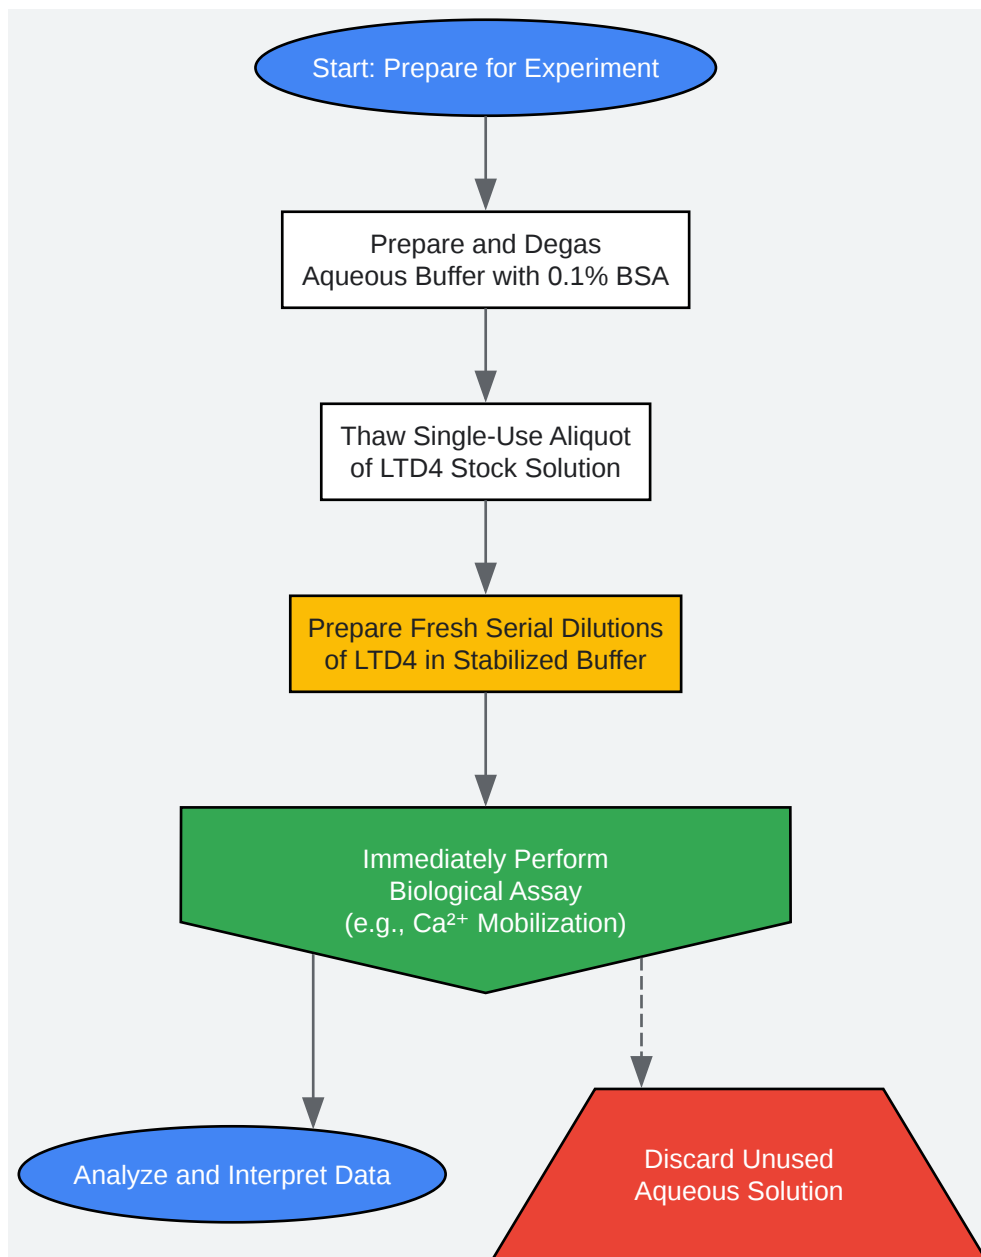 Start: Prepare for Experiment
Prepare and Degas
Aqueous Buffer with 0.1% BSA
Thaw Single-Use Aliquot
of LTD4 Stock Solution
Prepare Fresh Serial Dilutions
of LTD4 in Stabilized Buffer
Immediately Perform
Biological Assay
(e.g., Ca²⁺ Mobilization)
Analyze and Interpret Data
Discard Unused
Aqueous Solution